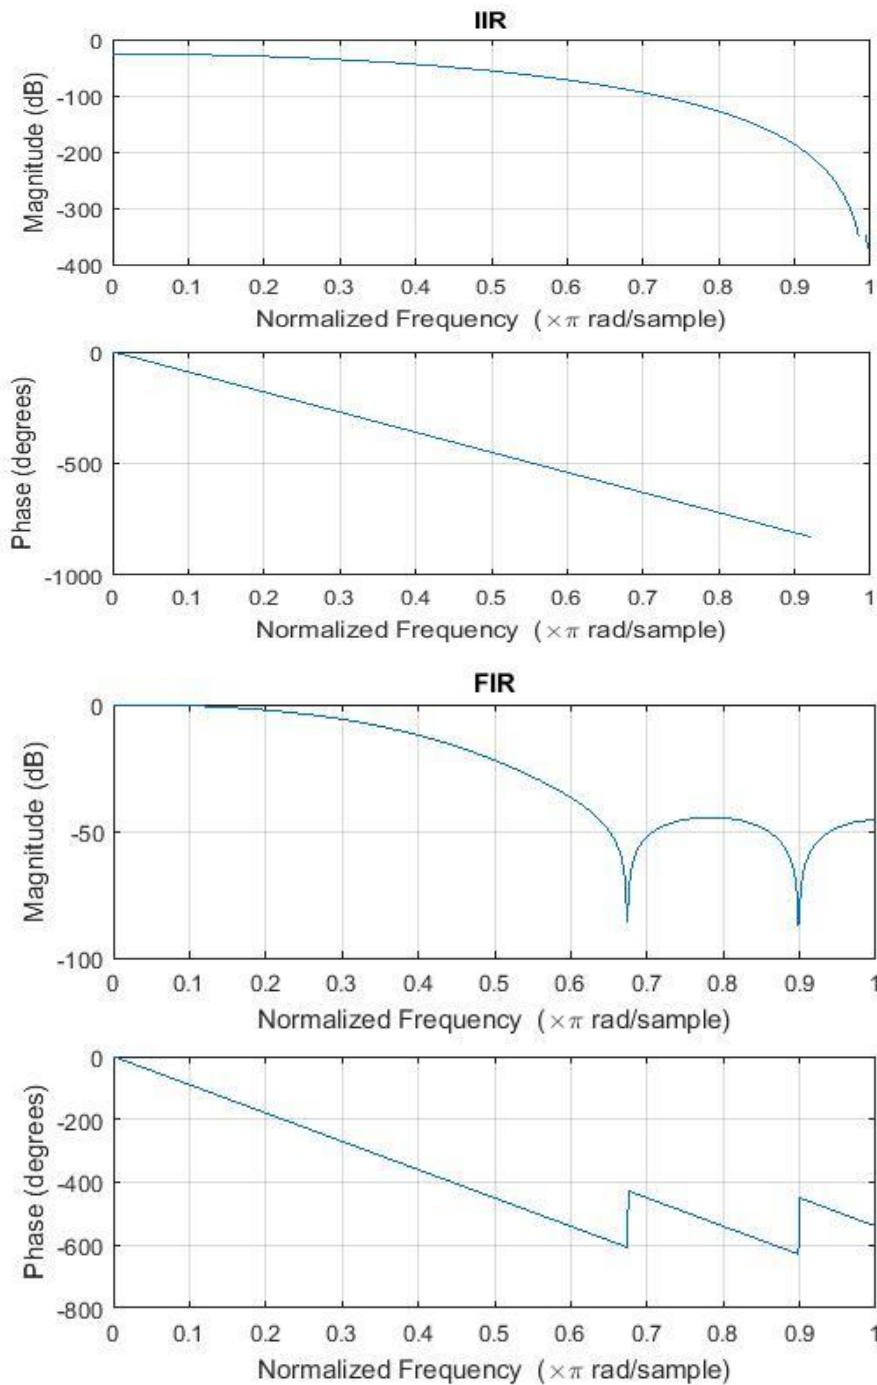 IIR
0
-100
-200
-300
-400
Magnitude (dB)
0 0.1 0.2 0.3 0.4 0.5 0.6 0.7 0.8 0.9 1
Normalized Frequency (×π rad/sample)
0
-500
-1000
Phase (degrees)
0 0.1 0.2 0.3 0.4 0.5 0.6 0.7 0.8 0.9 1
Normalized Frequency (×π rad/sample)
FIR
0
-50
-100
Magnitude (dB)
0 0.1 0.2 0.3 0.4 0.5 0.6 0.7 0.8 0.9 1
Normalized Frequency (×π rad/sample)
0
-200
-400
-600
-800
Phase (degrees)
0 0.1 0.2 0.3 0.4 0.5 0.6 0.7 0.8 0.9 1
Normalized Frequency (×π rad/sample)